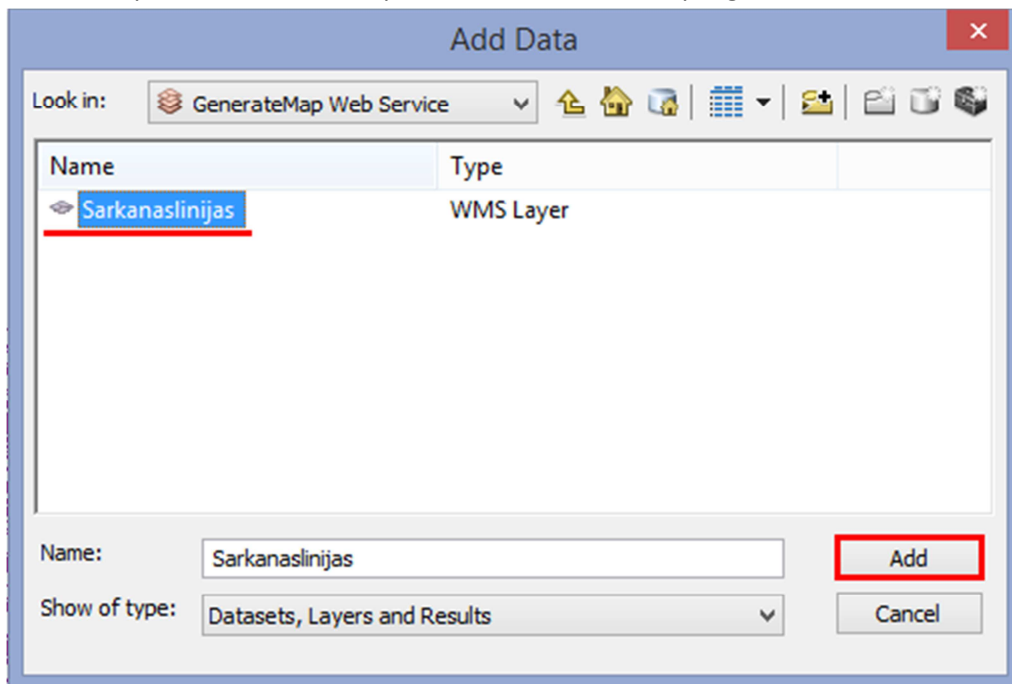 Add Data
Look in: GenerateMap Web Service
Name Type
Sarkanaslinijas WMS Layer
Name: Sarkanaslinijas Add
Show of type: Datasets, Layers and Results Cancel